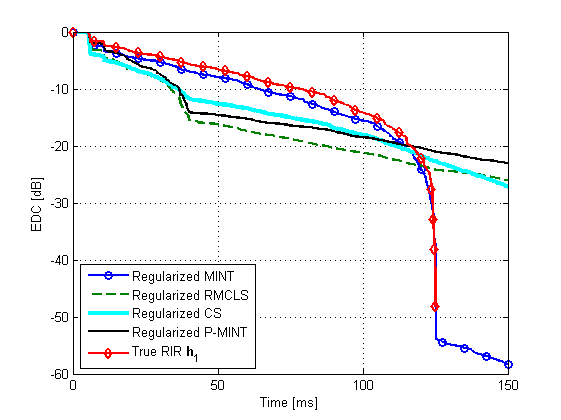 0
-10
-20
-30
-40
-50
-60
EDC [dB]
Regularized MINT
Regularized RMCLS
Regularized CS
Regularized P-MINT
True RIR h1
0 50 100 150
Time [ms]